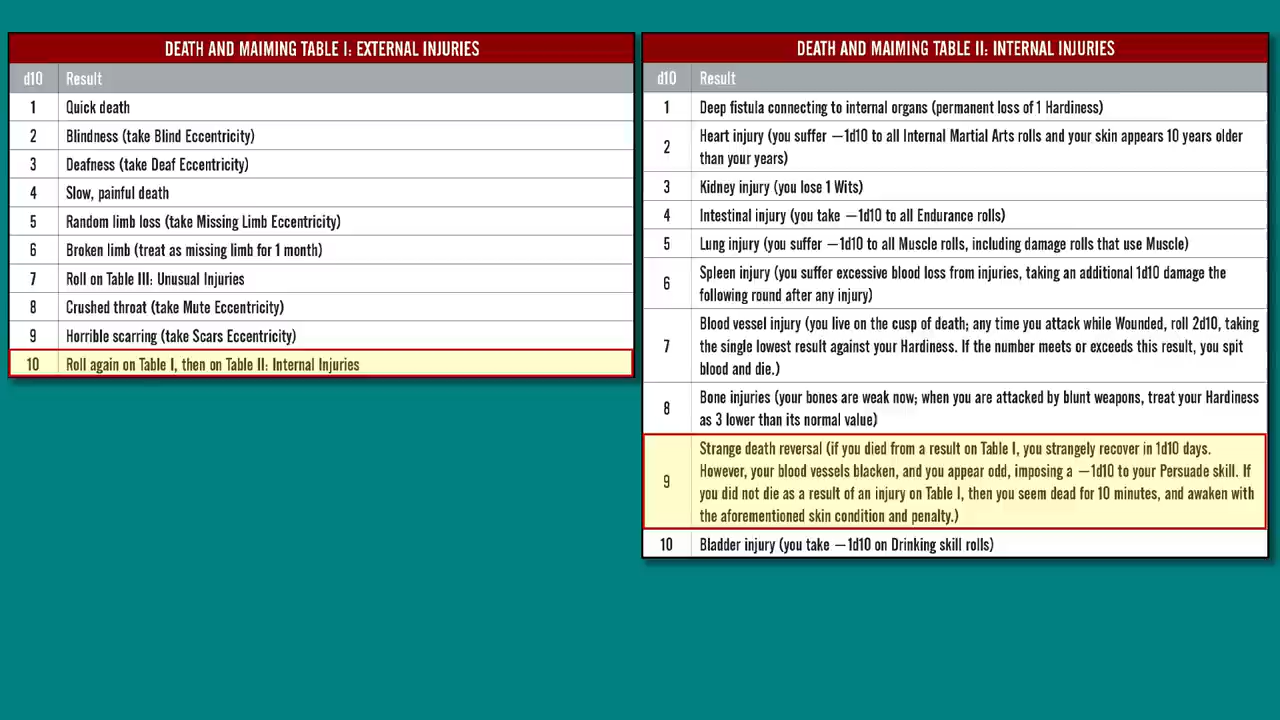 DEATH AND MAIMING TABLE I: EXTERNAL INJURIES
d10 Result
1 Quick death
2 Blindness (take Blind Eccentricity)
3 Deafness (take Deaf Eccentricity)
4 Slow, painful death
5 Random limb loss (take Missing Limb Eccentricity)
6 Broken limb (treat as missing limb for 1 month)
7 Roll on Table III: Unusual Injuries
8 Crushed throat (take Mute Eccentricity)
9 Horrible scarring (take Scars Eccentricity)
10 Roll again on Table I, then on Table II: Internal Injuries
DEATH AND MAIMING TABLE II: INTERNAL INJURIES
d10 Result
1 Deep fistula connecting to internal organs (permanent loss of 1 Hardiness)
2 Heart injury (you suffer —1d10 to all Internal Martial Arts rolls and your skin appears 10 years older
than your years)
3 Kidney injury (you lose 1 Wits)
4 Intestinal injury (you take —1d10 to all Endurance rolls)
5 Lung injury (you suffer —1d10 to all Muscle rolls, including damage rolls that use Muscle)
6 Spleen injury (you suffer excessive blood loss from injuries, taking an additional 1d10 damage the
following round after any injury)
7 Blood vessel injury (you live on the cusp of death; any time you attack while Wounded, roll 2d10, taking
the single lowest result against your Hardiness. If the number meets or exceeds this result, you spit
blood and die.)
8 Bone injuries (your bones are weak now; when you are attacked by blunt weapons, treat your Hardiness
as 3 lower than its normal value)
9 Strange death reversal (if you died from a result on Table I, you strangely recover in 1d10 days.
However, your blood vessels blacken, and you appear odd, imposing a —1d10 to your Persuade skill. If
you did not die as a result of an injury on Table I, then you seem dead for 10 minutes, and awaken with
the aforementioned skin condition and penalty.)
10 Bladder injury (you take —1d10 on Drinking skill rolls)